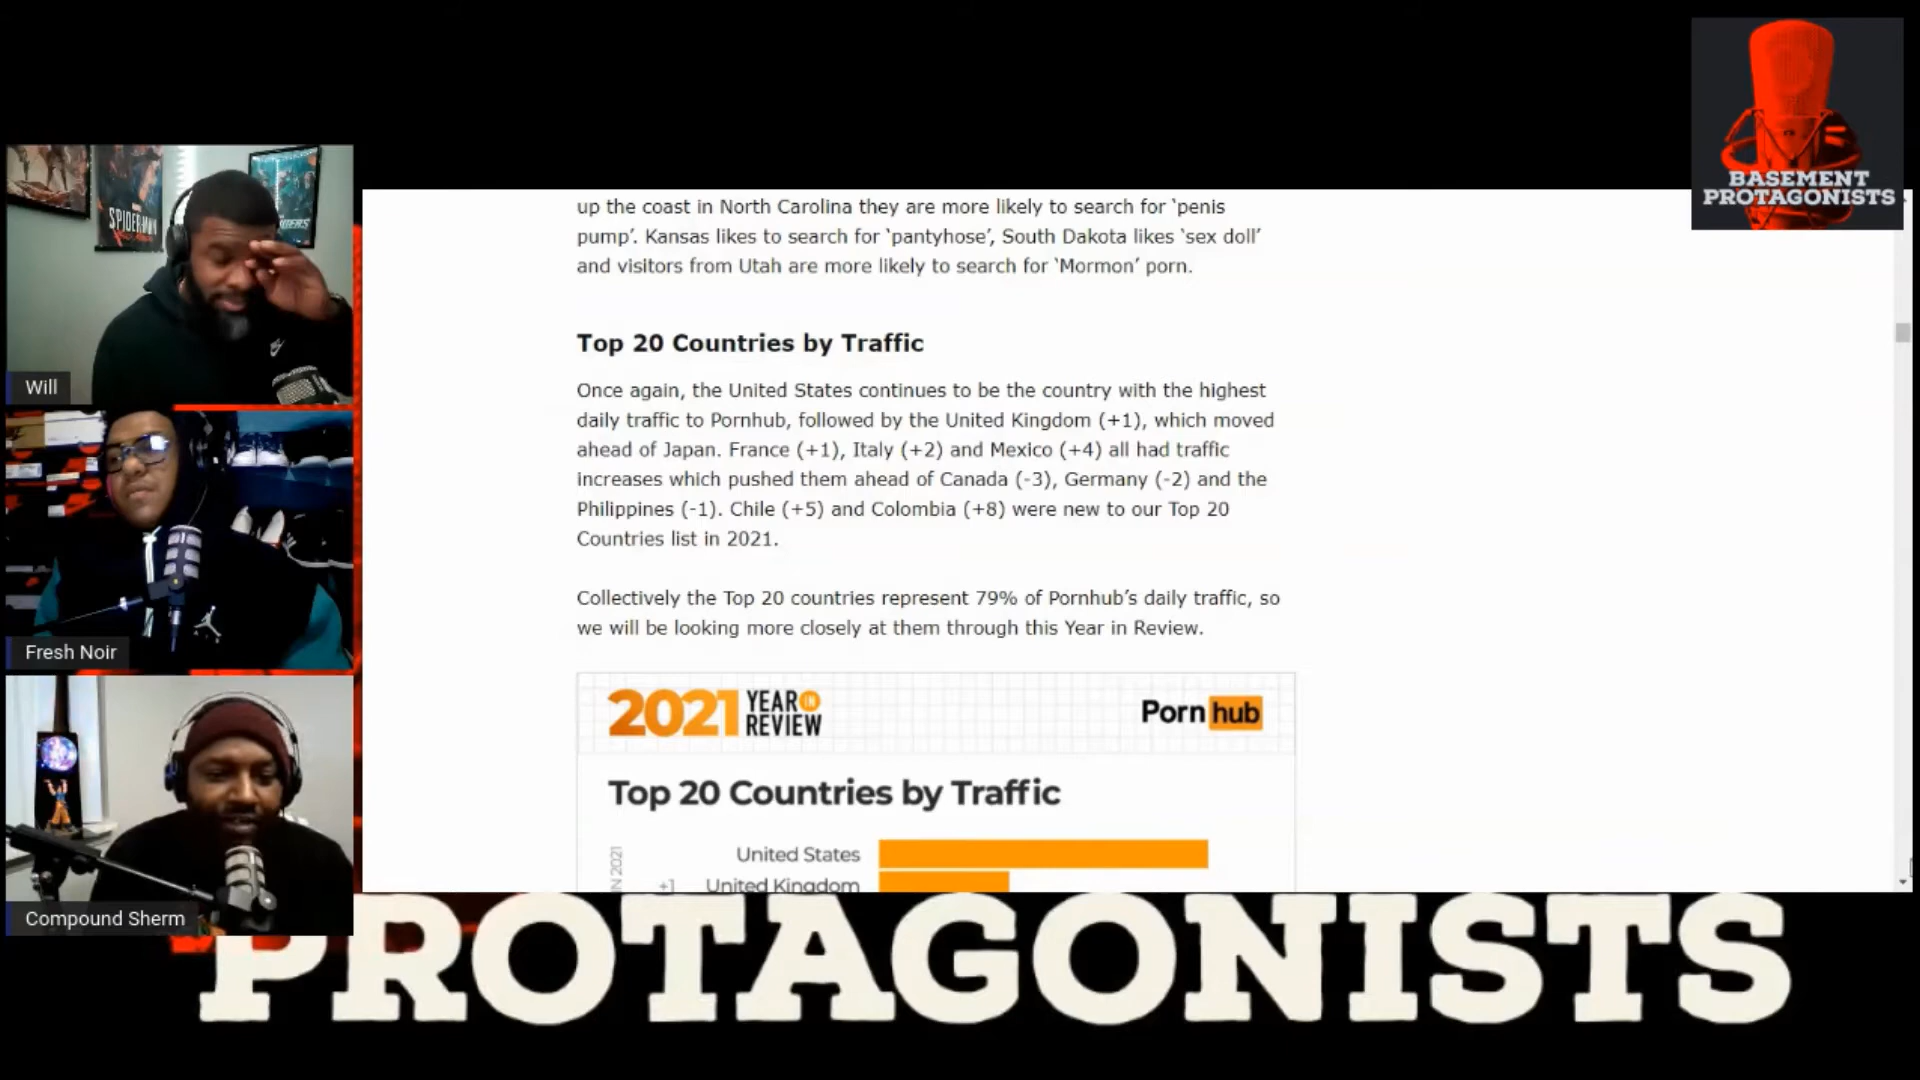 BASEMENT
PROTAGONISTS
SPIDER-MAN
Will
Fresh Noir
Compound Sherm
up the coast in North Carolina they are more likely to search for ‘penis
pump’. Kansas likes to search for ‘pantyhose’, South Dakota likes ‘sex doll’
and visitors from Utah are more likely to search for ‘Mormon’ porn.
Top 20 Countries by Traffic
Once again, the United States continues to be the country with the highest
daily traffic to Pornhub, followed by the United Kingdom (+1), which moved
ahead of Japan. France (+1), Italy (+2) and Mexico (+4) all had traffic
increases which pushed them ahead of Canada (-3), Germany (-2) and the
Philippines (-1). Chile (+5) and Colombia (+8) were new to our Top 20
Countries list in 2021.
Collectively the Top 20 countries represent 79% of Pornhub’s daily traffic, so
we will be looking more closely at them through this Year in Review.
2021 YEAR IN
REVIEW
Porn hub
Top 20 Countries by Traffic
United States
+1 United Kingdom
IN 2021
PROTAGONISTS